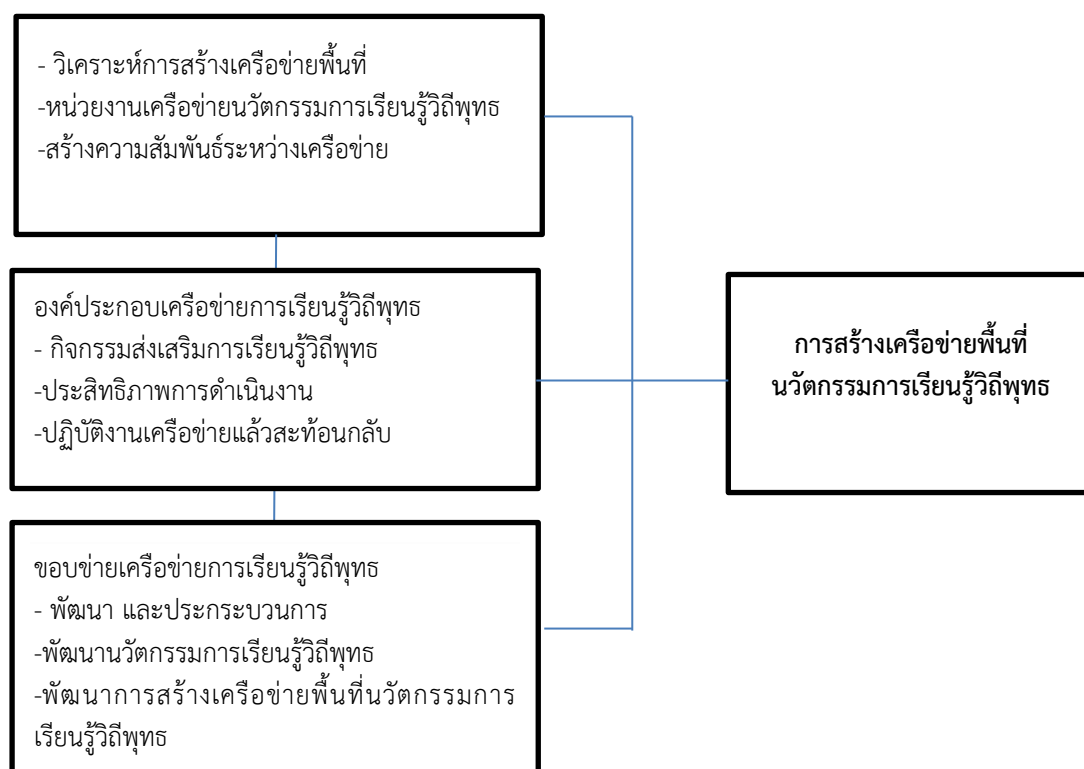 - วิเคราะห์การสร้างเครือข่ายพื้นที่
-หน่วยงานเครือข่ายนวัตกรรมการเรียนรู้วิถีพุทธ
-สร้างความสัมพันธ์ระหว่างเครือข่าย
องค์ประกอบเครือข่ายการเรียนรู้วิถีพุทธ
- กิจกรรมส่งเสริมการเรียนรู้วิถีพุทธ
-ประสิทธิภาพการดำเนินงาน
-ปฏิบัติงานเครือข่ายแล้วสะท้อนกลับ
ขอบข่ายเครือข่ายการเรียนรู้วิถีพุทธ
- พัฒนา และประกระบวนการ
-พัฒนานวัตกรรมการเรียนรู้วิถีพุทธ
-พัฒนาการสร้างเครือข่ายพื้นที่นวัตกรรมการ
เรียนรู้วิถีพุทธ
การสร้างเครือข่ายพื้นที่
นวัตกรรมการเรียนรู้วิถีพุทธ